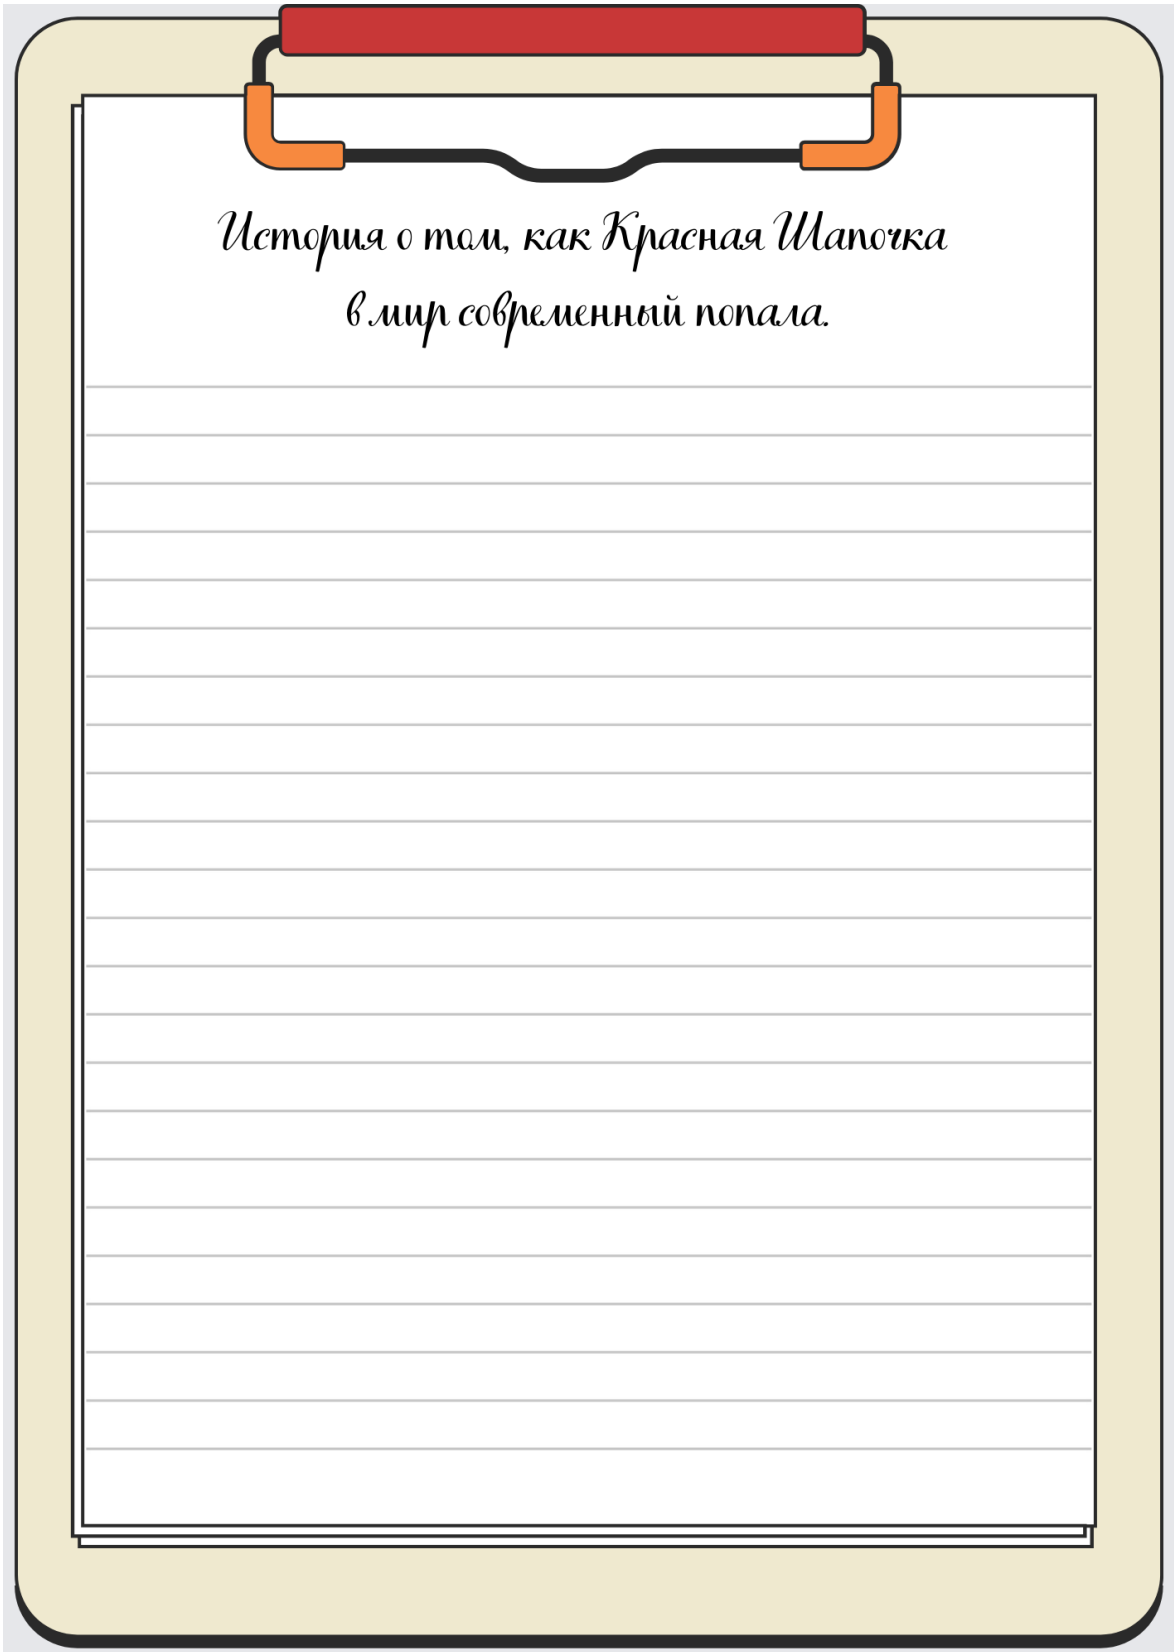 История о том, как Красная Шапочка
в мир современный попала.